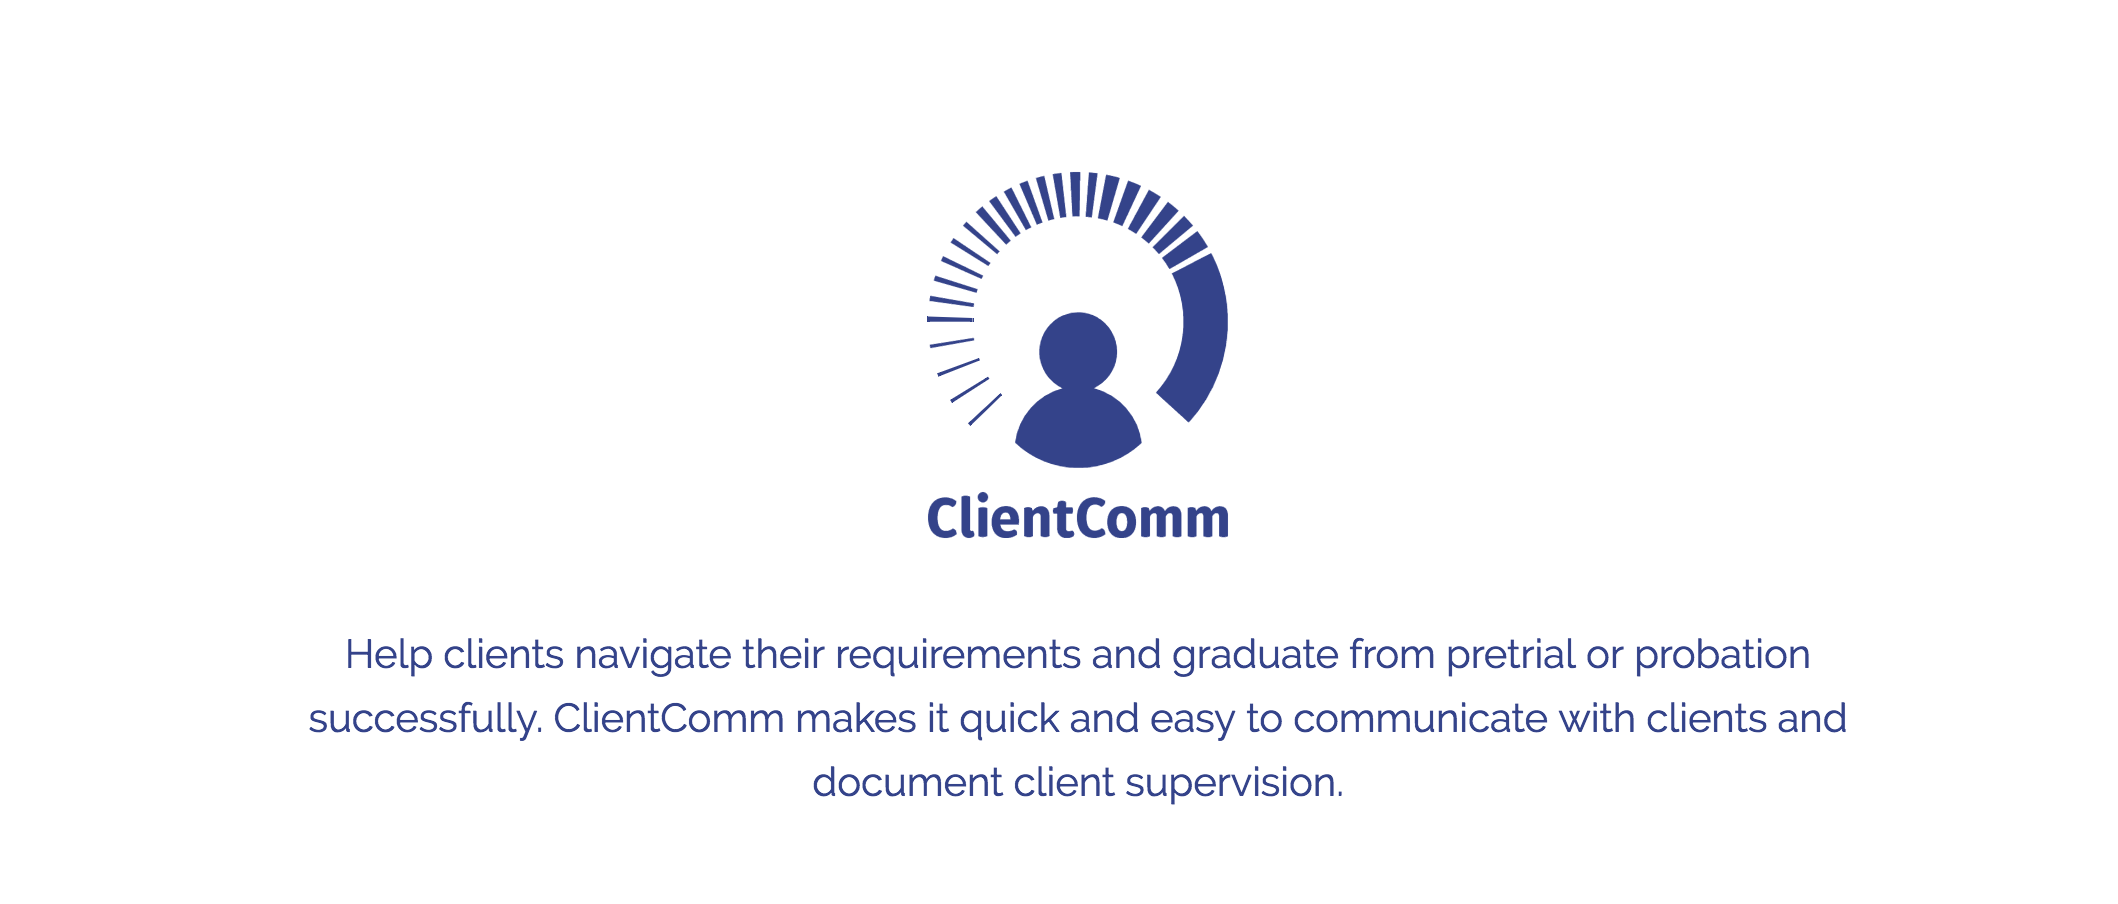 ClientComm
Help clients navigate their requirements and graduate from pretrial or probation
successfully. ClientComm makes it quick and easy to communicate with clients and
document client supervision.